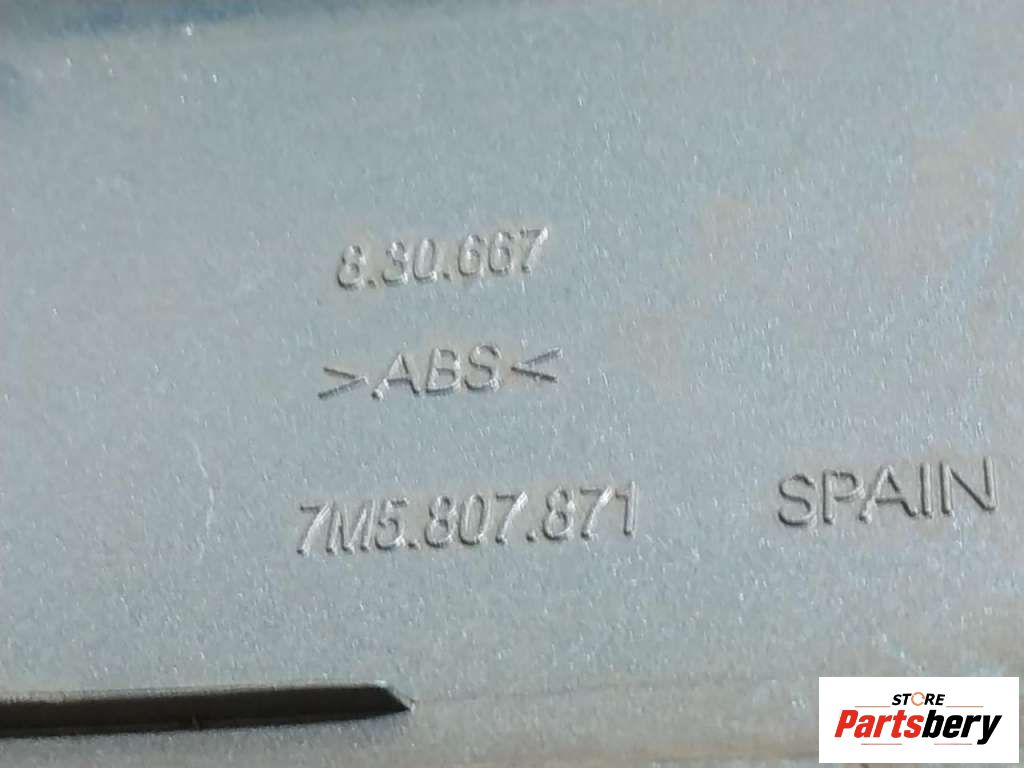 8.30.667
>ABS<
7M5.807.871
SPAIN
STORE
Partsbery